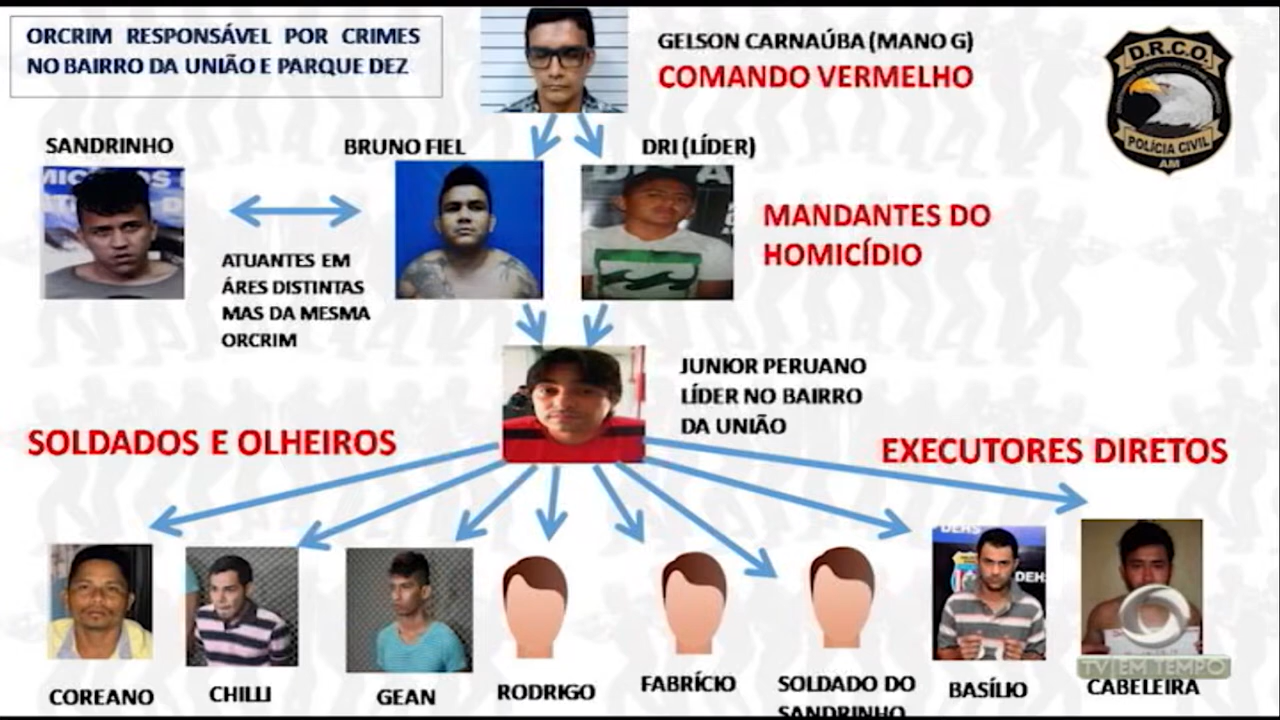 ORCRIM RESPONSÁVEL POR CRIMES
NO BAIRRO DA UNIÃO E PARQUE DEZ
GELSON CARNAÚBA (MANO G)
COMANDO VERMELHO
D.R.C.O.
POLÍCIA CIVIL
AM
SANDRINHO
BRUNO FIEL
DRI (LÍDER)
MANDANTES DO
HOMICÍDIO
ATUANTES EM
ÁRES DISTINTAS
MAS DA MESMA
ORCRIM
JUNIOR PERUANO
LÍDER NO BAIRRO
DA UNIÃO
SOLDADOS E OLHEIROS
EXECUTORES DIRETOS
DEHS
DEHS
COREANO
CHILLI
GEAN
RODRIGO
FABRÍCIO
SOLDADO DO
SANDRINHO
BASÍLIO
CABELEIRA
TV EM TEMPO